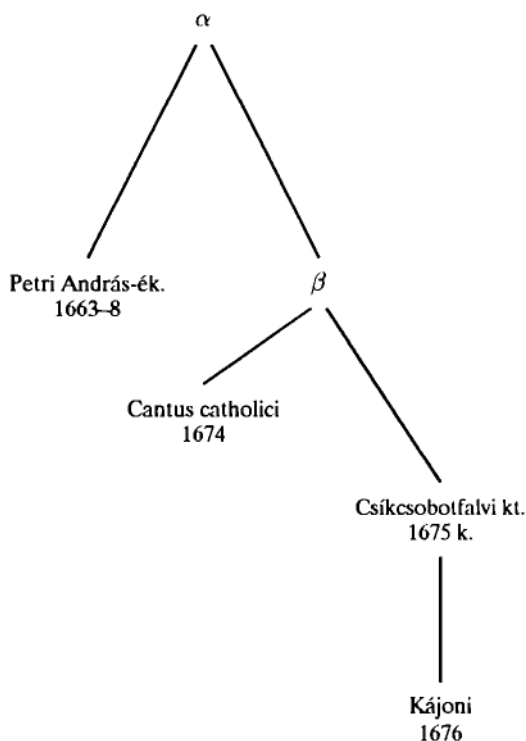 α
Petri András-ék.
1663–8
β
Cantus catholici
1674
Csíkcsobotfalvi kt.
1675 k.
Kájoni
1676